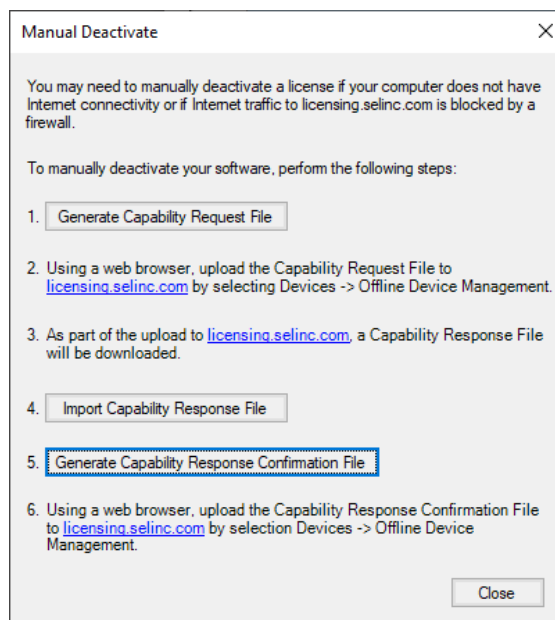 Manual Deactivate
You may need to manually deactivate a license if your computer does not have
Internet connectivity or if Internet traffic to licensing.selinc.com is blocked by a
firewall.
To manually deactivate your software, perform the following steps:
1. Generate Capability Request File
2. Using a web browser, upload the Capability Request File to
licensing.selinc.com by selecting Devices -> Offline Device Management.
3. As part of the upload to licensing.selinc.com, a Capability Response File
will be downloaded.
4. Import Capability Response File
5. Generate Capability Response Confirmation File
6. Using a web browser, upload the Capability Response Confirmation File
to licensing.selinc.com by selection Devices -> Offline Device
Management.
Close